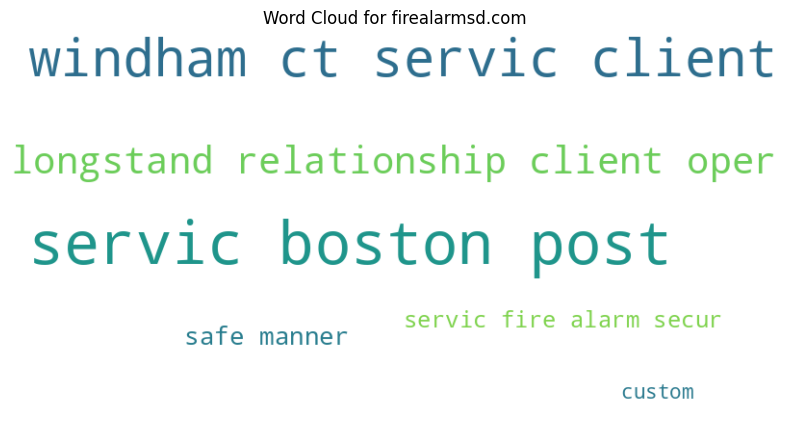 Word Cloud for firealarmsd.com
windham ct servic client
longstand relationship client oper
servic boston post
servic fire alarm secur
safe manner
custom